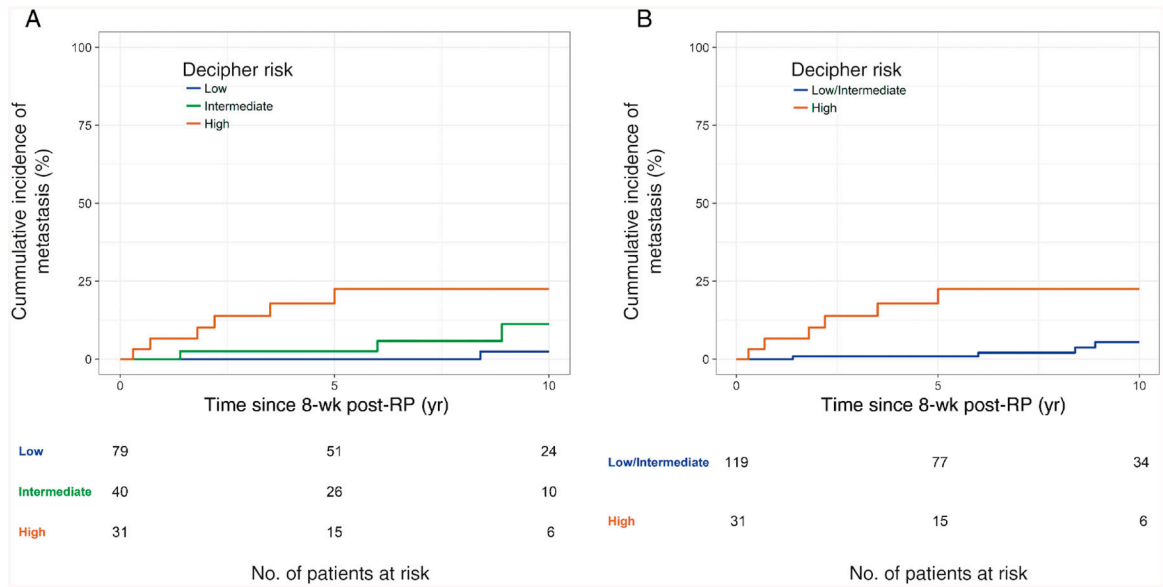 A
Cummulative incidence of
metastasis (%)
100
75
50
25
0
Decipher risk
Low
Intermediate
High
0 5 10
Time since 8-wk post-RP (yr)
Low 79 51 24
Intermediate 40 26 10
High 31 15 6
No. of patients at risk
B
Cummulative incidence of
metastasis (%)
100
75
50
25
0
Decipher risk
Low/Intermediate
High
0 5 10
Time since 8-wk post-RP (yr)
Low/Intermediate 119 77 34
High 31 15 6
No. of patients at risk